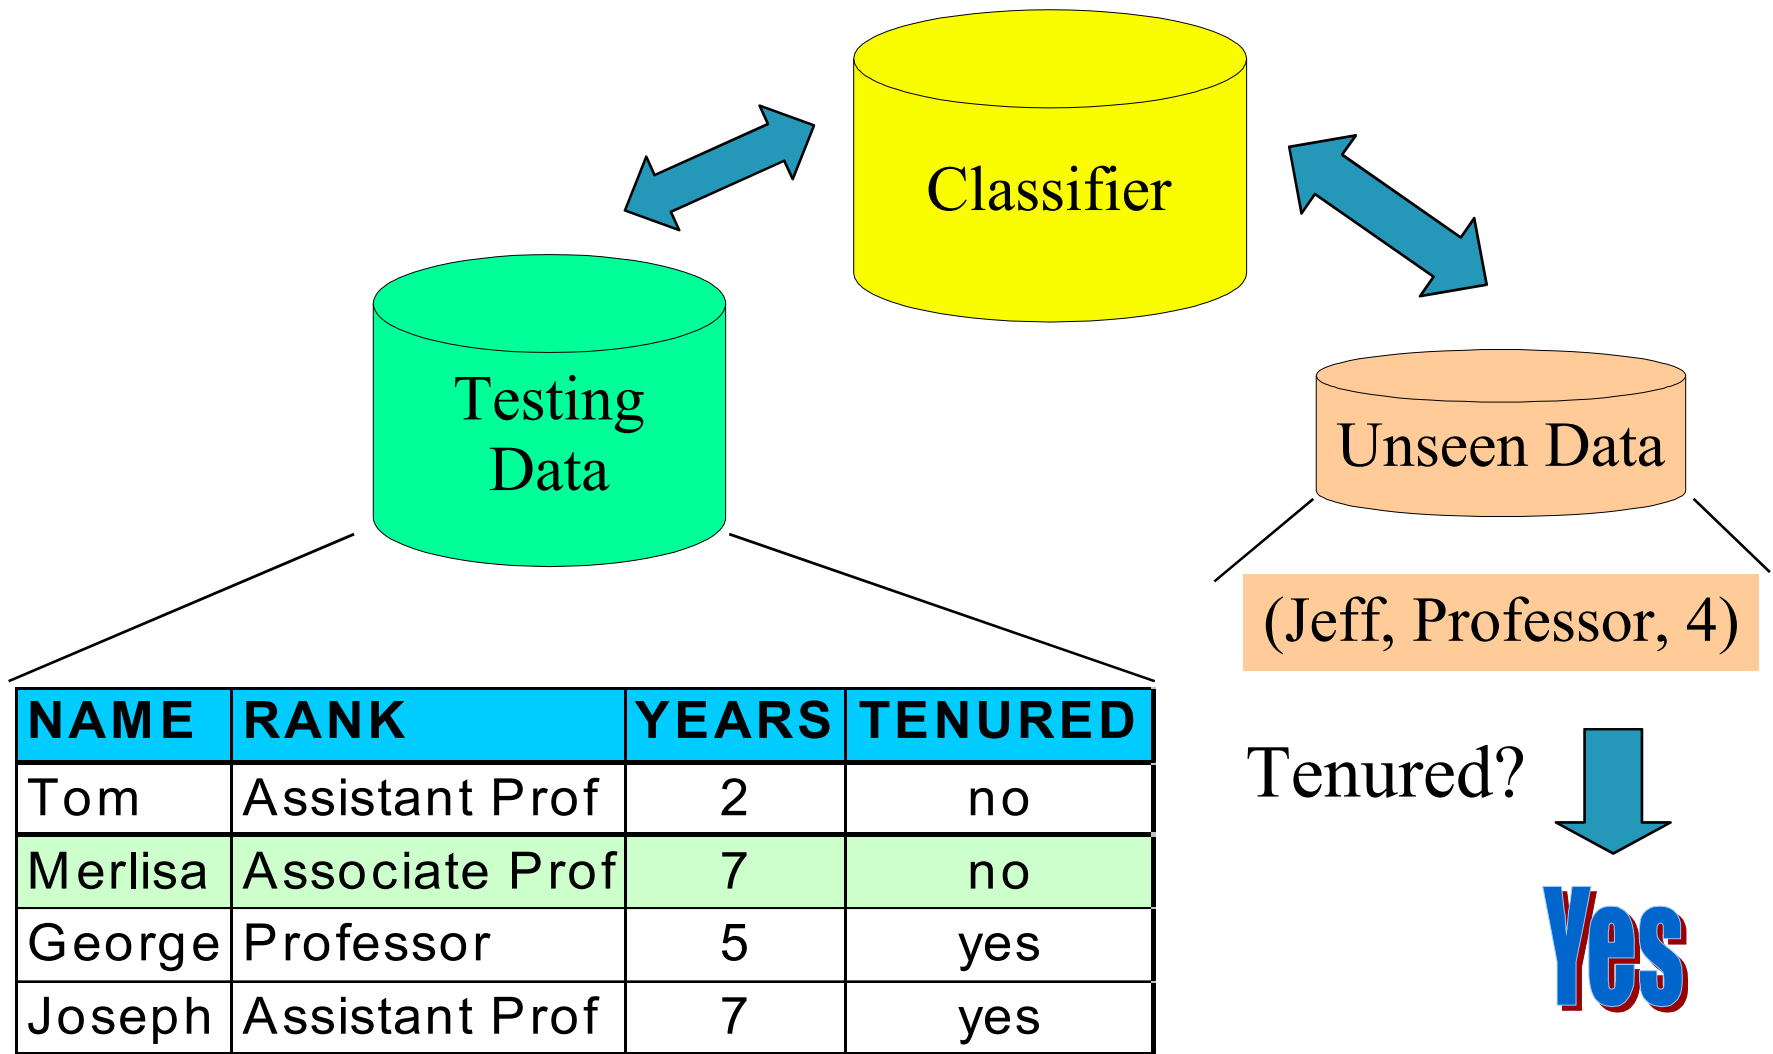 Classifier
Testing
Data
Unseen Data
(Jeff, Professor, 4)
NAME RANK YEARS TENURED
Tom Assistant Prof 2 no
Merlisa Associate Prof 7 no
George Professor 5 yes
Joseph Assistant Prof 7 yes
Tenured?
Yes